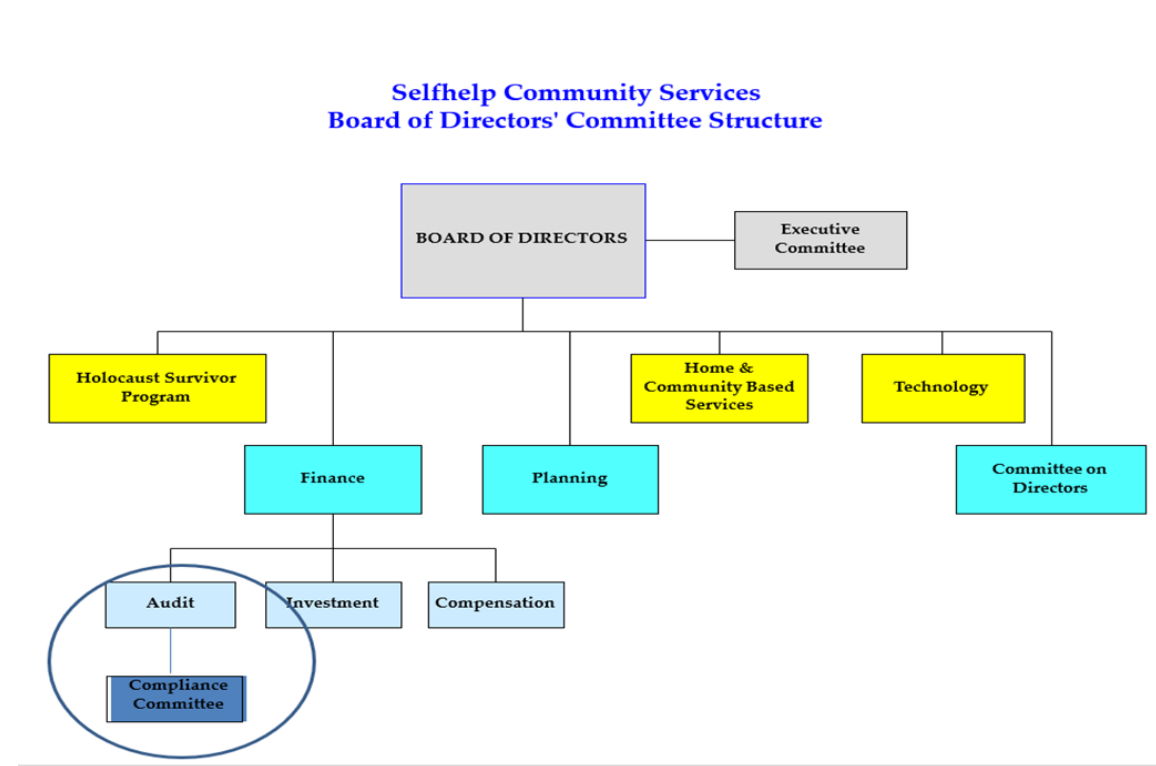 Selfhelp Community Services
Board of Directors' Committee Structure
BOARD OF DIRECTORS
Executive
Committee
Holocaust Survivor
Program
Home &
Community Based
Services
Technology
Finance
Planning
Committee on
Directors
Audit
Investment
Compensation
Compliance
Committee